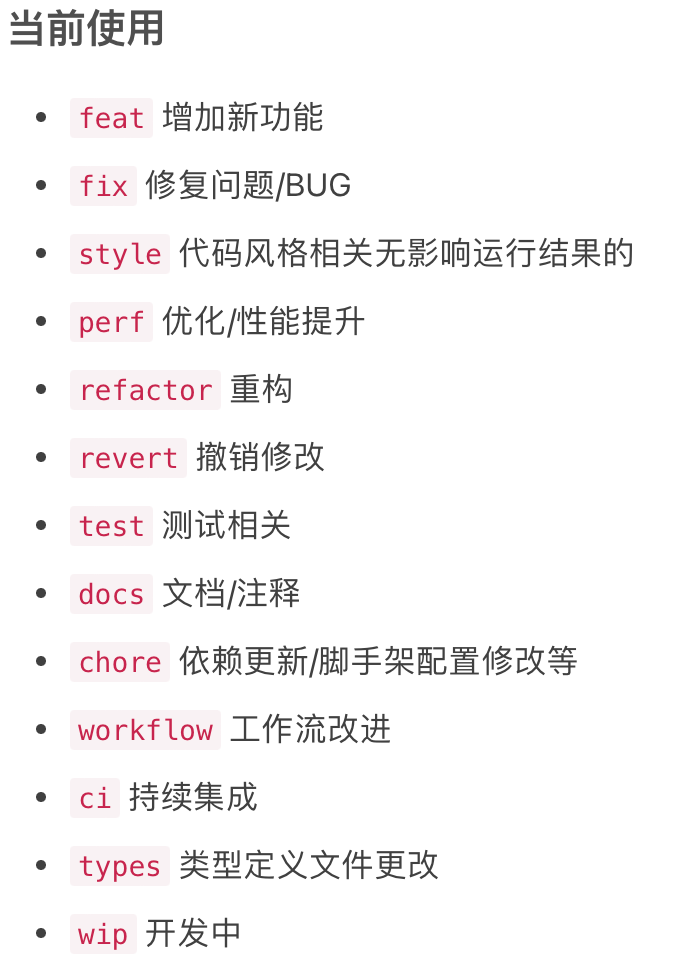 当前使用
feat 增加新功能
fix 修复问题/BUG
style 代码风格相关无影响运行结果的
perf 优化/性能提升
refactor 重构
revert 撤销修改
test 测试相关
docs 文档/注释
chore 依赖更新/脚手架配置修改等
workflow 工作流改进
ci 持续集成
types 类型定义文件更改
wip 开发中